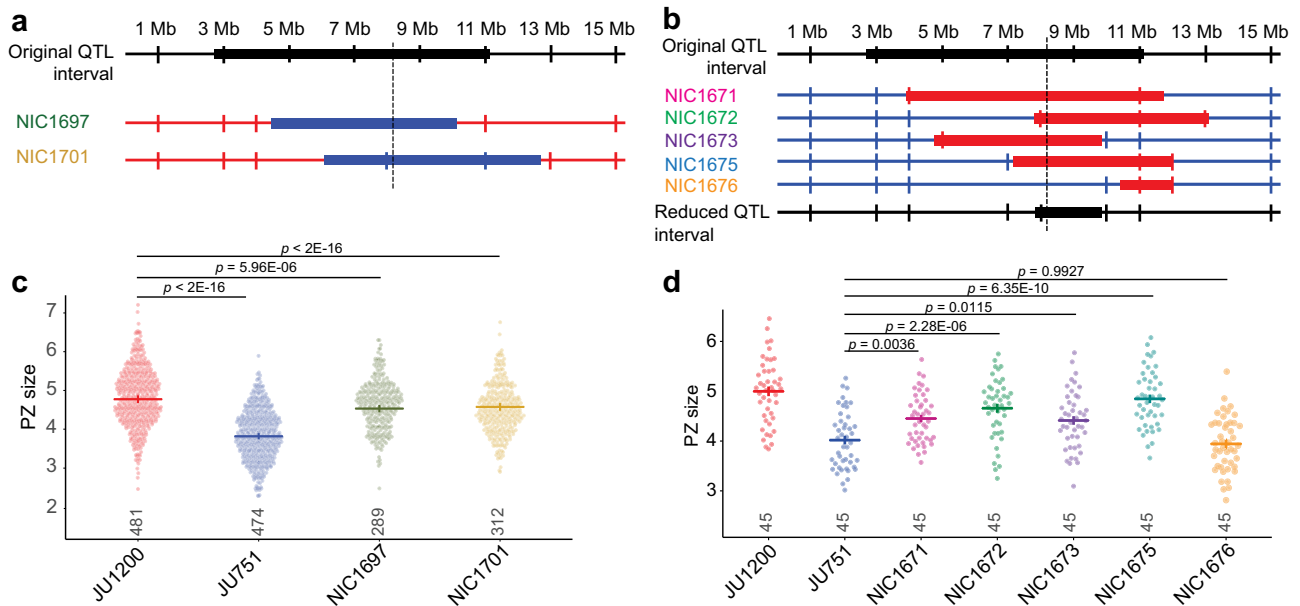 a
1 Mb 3 Mb 5 Mb 7 Mb 9 Mb 11 Mb 13 Mb 15 Mb
Original QTL
interval
NIC1697
NIC1701
b
1 Mb 3 Mb 5 Mb 7 Mb 9 Mb 11 Mb 13 Mb 15 Mb
Original QTL
interval
NIC1671
NIC1672
NIC1673
NIC1675
NIC1676
Reduced QTL
interval
c
p < 2E-16
p = 5.96E-06
p <2E-16
PZ size
7
6
5
4
3
2
481 474 289 312
JU1200 JU751 NIC1697 NIC1701
d
p = 0.9927
p = 6.35E-10
p = 0.0115
p = 2.28E-06
p = 0.0036
PZ size
6
5
4
3
45 45 45 45 45 45 45
JU1200 JU751 NIC1671 NIC1672 NIC1673 NIC1675 NIC1676